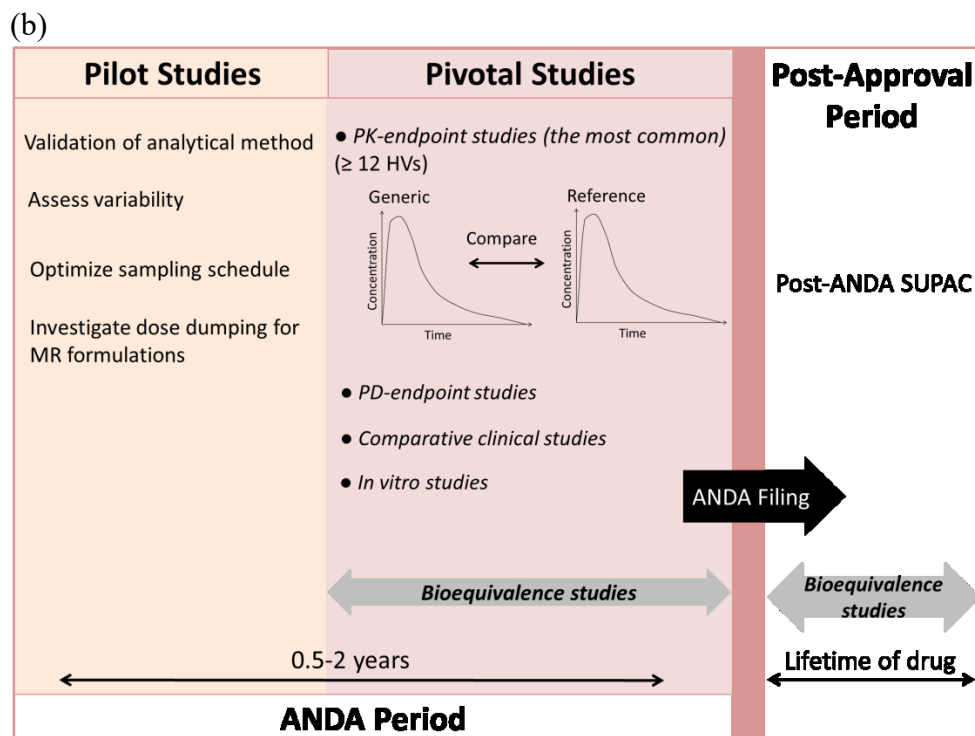 (b)
Pilot Studies
Validation of analytical method
Assess variability
Optimize sampling schedule
Investigate dose dumping for
MR formulations
Pivotal Studies
● PK-endpoint studies (the most common)
(≥ 12 HVs)
Generic
Concentration
Time
Compare
Reference
Concentration
Time
● PD-endpoint studies
● Comparative clinical studies
● In vitro studies
ANDA Filing
Bioequivalence studies
0.5-2 years
ANDA Period
Post-Approval
Period
Post-ANDA SUPAC
Bioequivalence
studies
Lifetime of drug